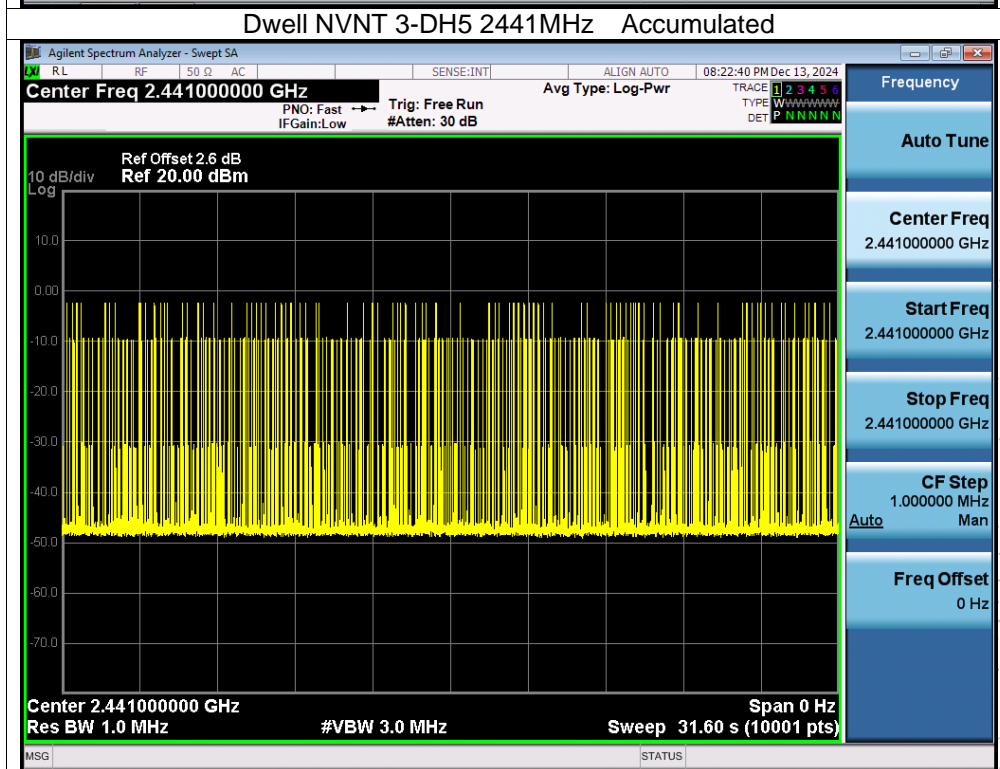 Dwell NVNT 3-DH5 2441MHz Accumulated
Agilent Spectrum Analyzer - Swept SA
LXI RL RF 50 Ω AC SENSE:INT ALIGN AUTO 08:22:40 PM Dec 13, 2024
Center Freq 2.441000000 GHz
PNO: Fast
IFGain:Low
Trig: Free Run
#Atten: 30 dB
Avg Type: Log-Pwr
TRACE 1 2 3 4 5 6
TYPE WWWWWW
DET P N N N N N
Ref Offset 2.6 dB
10 dB/div Ref 20.00 dBm
Log
10.0
0.00
-10.0
-20.0
-30.0
-40.0
-50.0
-60.0
-70.0
Center 2.441000000 GHz Span 0 Hz
Res BW 1.0 MHz #VBW 3.0 MHz Sweep 31.60 s (10001 pts)
MSG STATUS
Frequency
Auto Tune
Center Freq
2.441000000 GHz
Start Freq
2.441000000 GHz
Stop Freq
2.441000000 GHz
CF Step
1.000000 MHz
Auto Man
Freq Offset
0 Hz